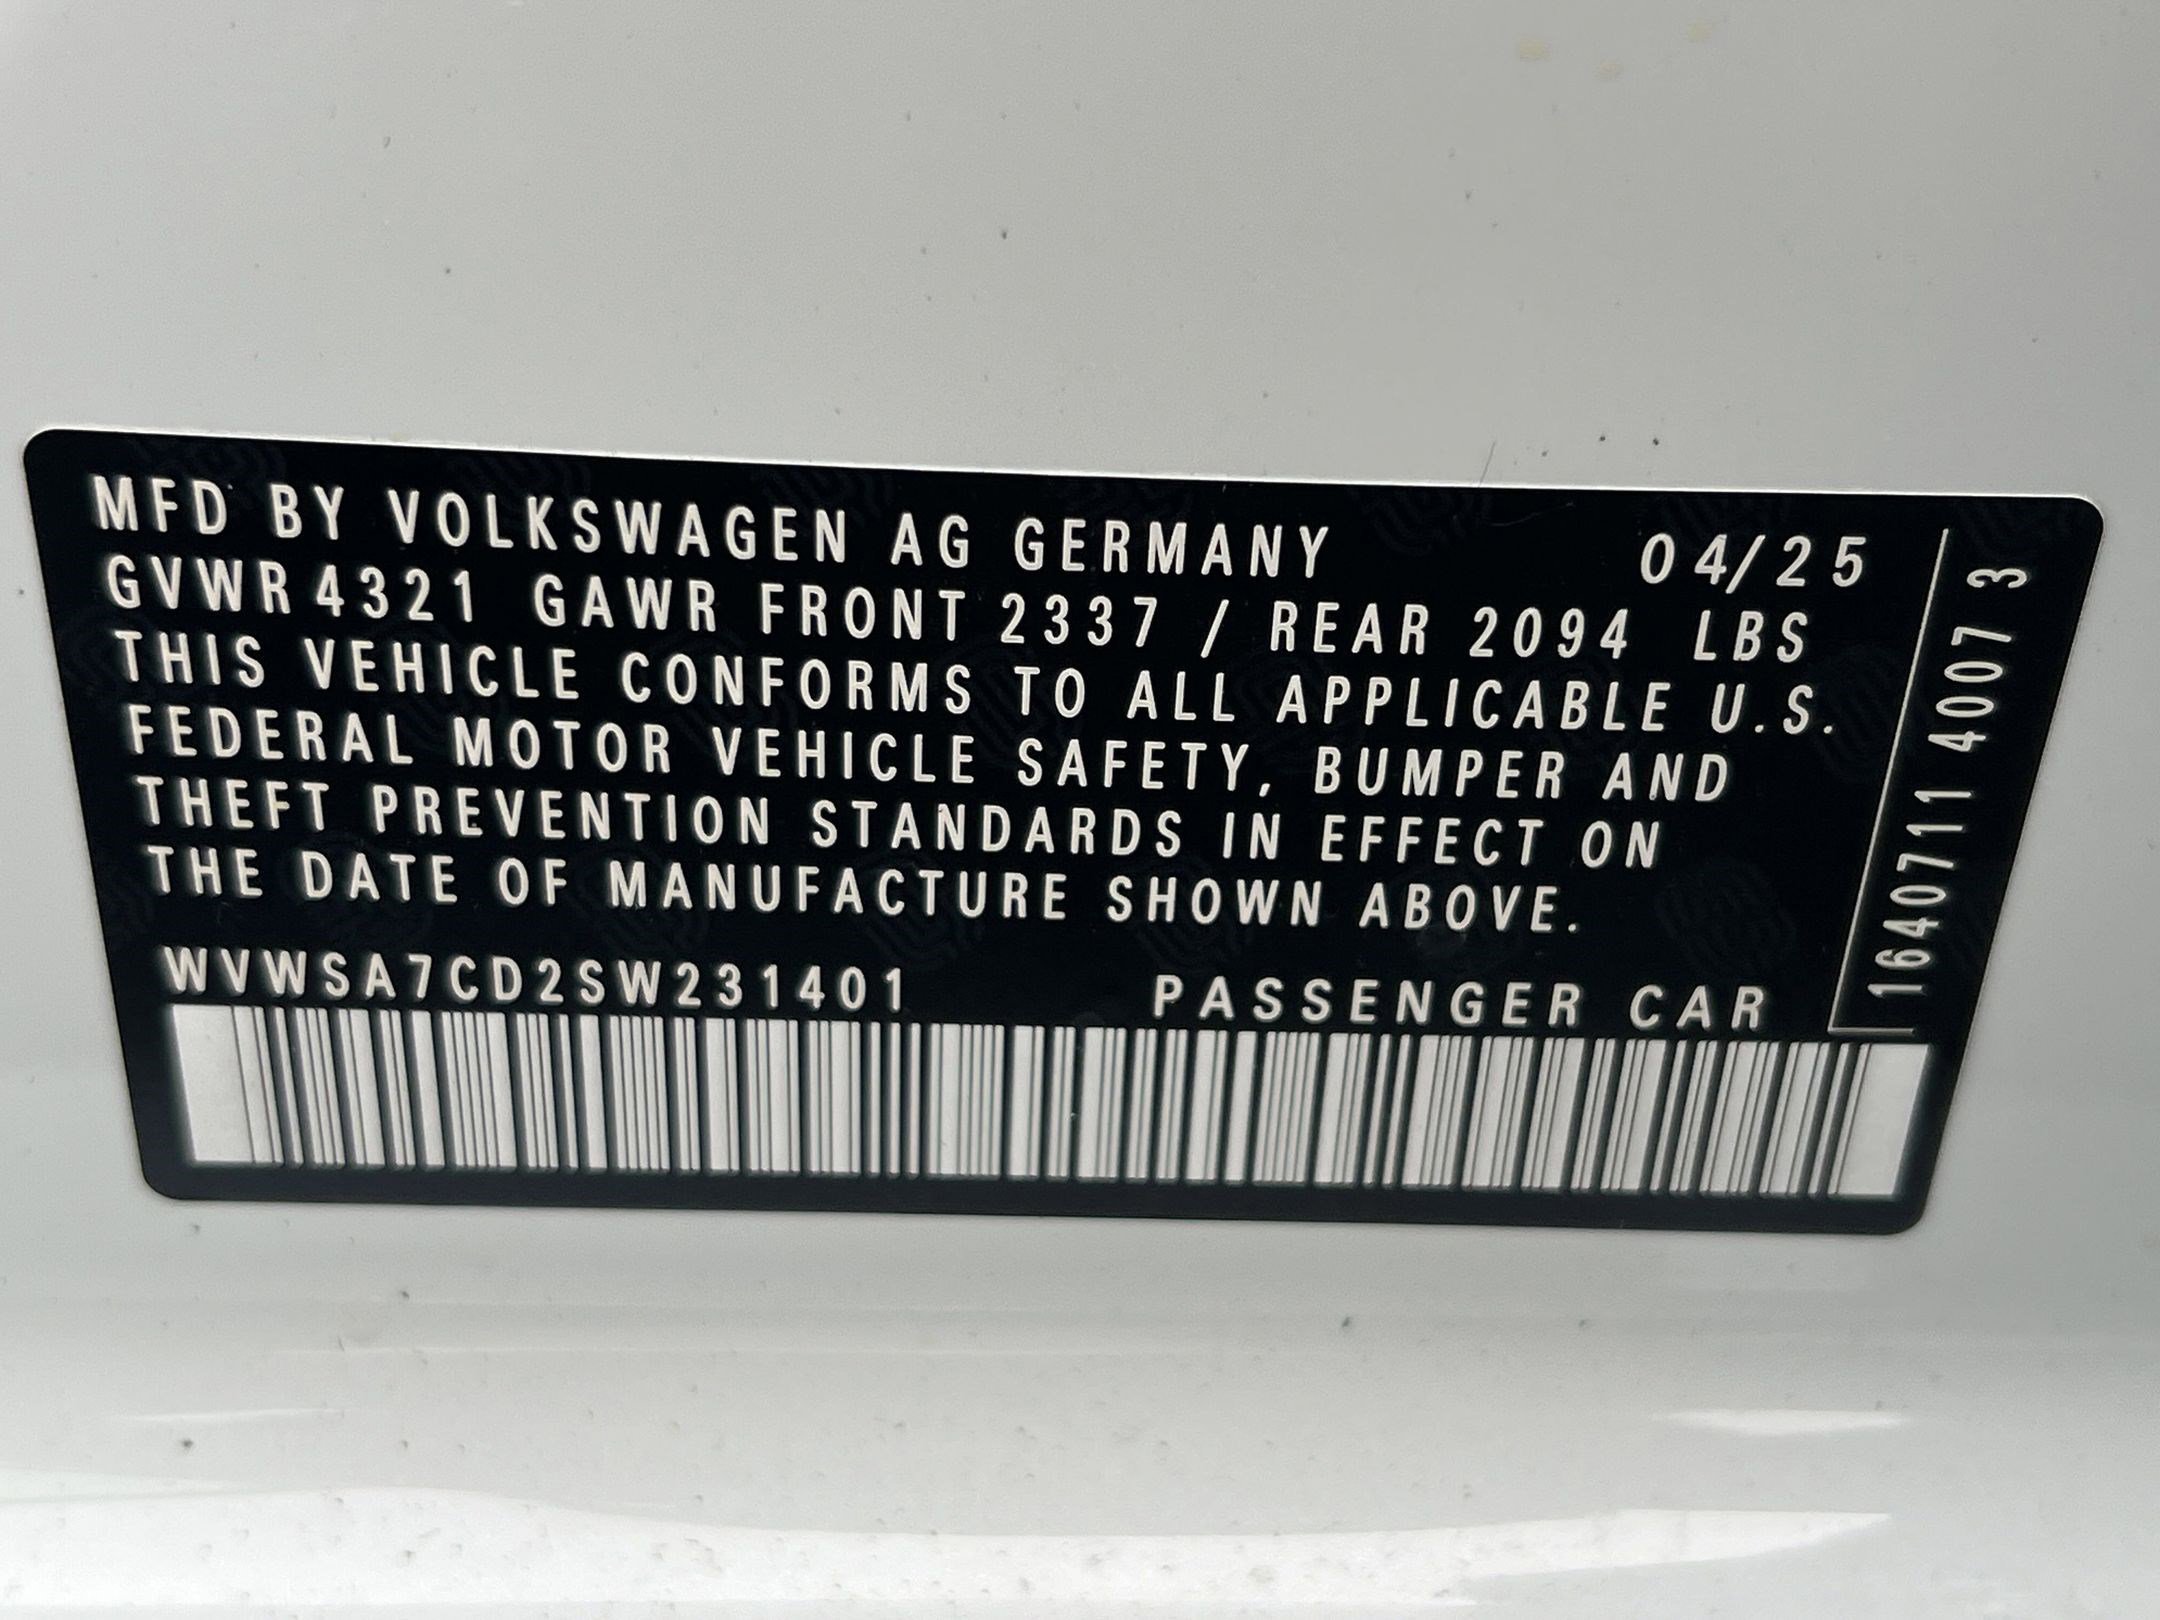 MFD BY VOLKSWAGEN AG GERMANY 04/25
GVWR 4321 GAWR FRONT 2337 / REAR 2094 LBS
THIS VEHICLE CONFORMS TO ALL APPLICABLE U.S.
FEDERAL MOTOR VEHICLE SAFETY, BUMPER AND
THEFT PREVENTION STANDARDS IN EFFECT ON
THE DATE OF MANUFACTURE SHOWN ABOVE.
WVWSA7CD2SW231401 PASSENGER CAR
1640711 4007 3